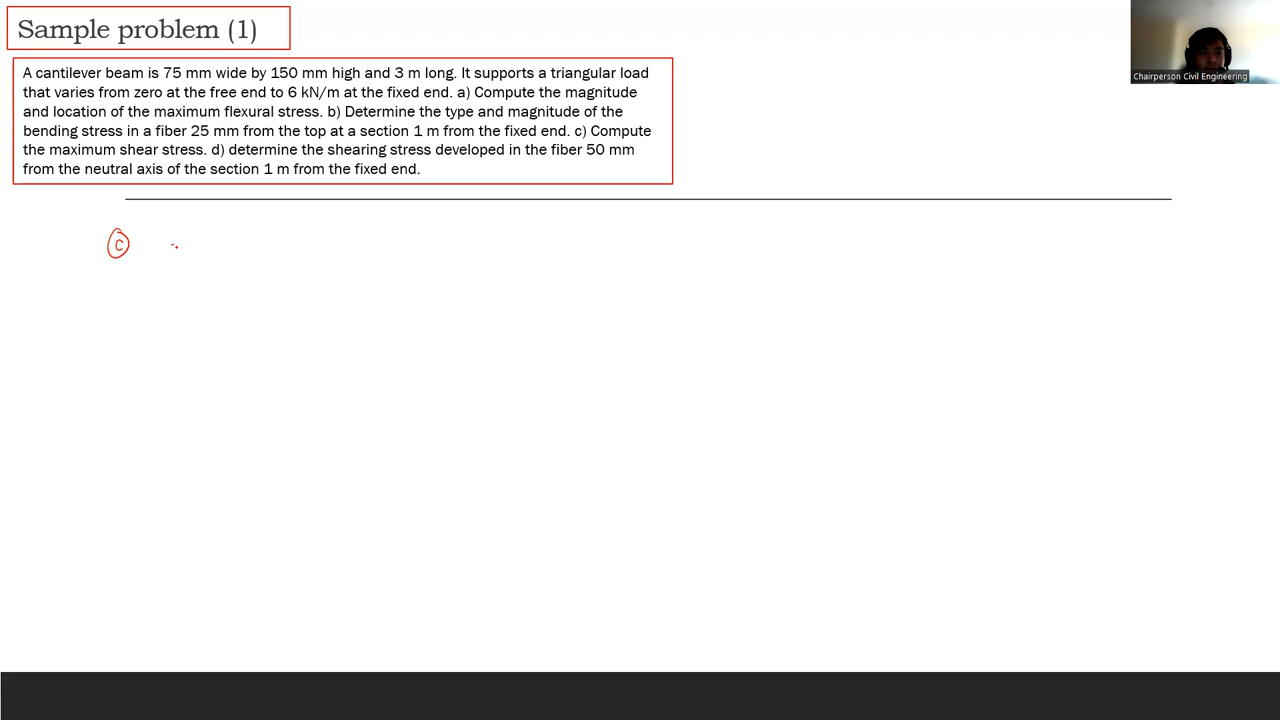 Sample problem (1)
Chairperson Civil Engineering
A cantilever beam is 75 mm wide by 150 mm high and 3 m long. It supports a triangular load
that varies from zero at the free end to 6 kN/m at the fixed end. a) Compute the magnitude
and location of the maximum flexural stress. b) Determine the type and magnitude of the
bending stress in a fiber 25 mm from the top at a section 1 m from the fixed end. c) Compute
the maximum shear stress. d) determine the shearing stress developed in the fiber 50 mm
from the neutral axis of the section 1 m from the fixed end.
C